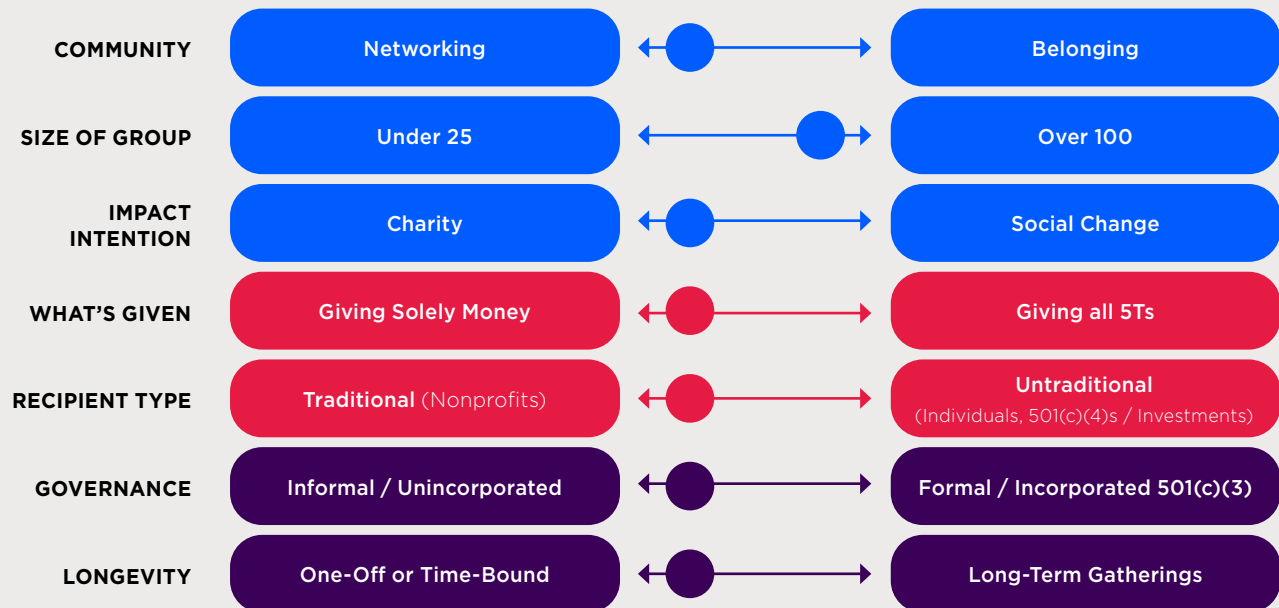 COMMUNITY
Networking
Belonging
SIZE OF GROUP
Under 25
Over 100
IMPACT
INTENTION
Charity
Social Change
WHAT’S GIVEN
Giving Solely Money
Giving all 5Ts
RECIPIENT TYPE
Traditional (Nonprofits)
Untraditional
(Individuals, 501(c)(4)s / Investments)
GOVERNANCE
Informal / Unincorporated
Formal / Incorporated 501(c)(3)
LONGEVITY
One-Off or Time-Bound
Long-Term Gatherings